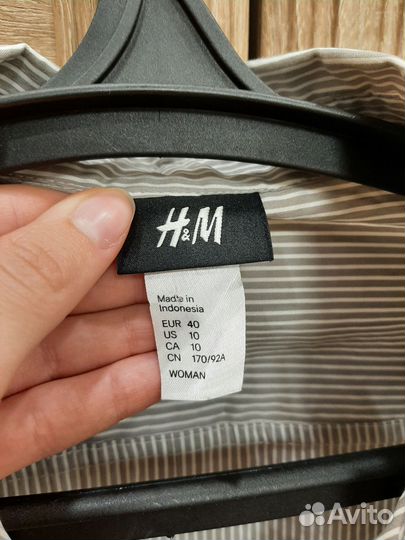 H&M
Made in
Indonesia
EUR 40
US 10
CA 10
CN 170/92A
WOMAN
Avito